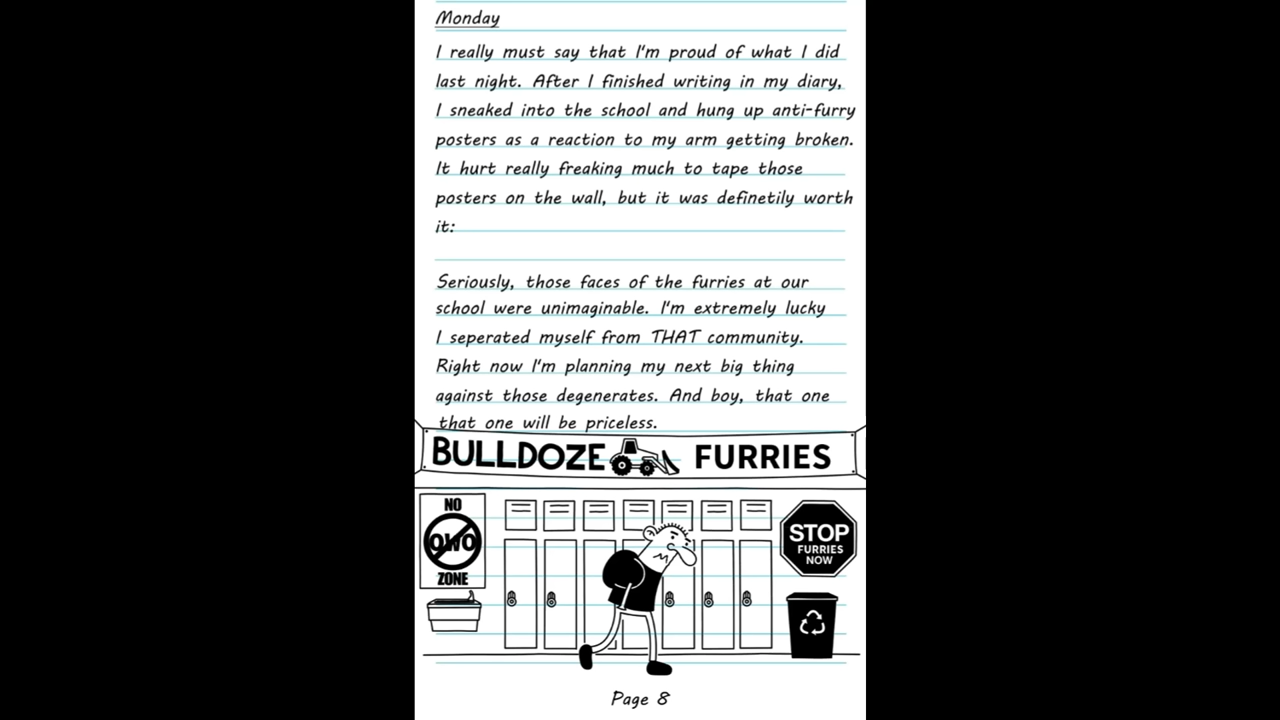 Monday
I really must say that I'm proud of what I did
last night. After I finished writing in my diary,
I sneaked into the school and hung up anti-furry
posters as a reaction to my arm getting broken.
It hurt really freaking much to tape those
posters on the wall, but it was definetily worth
it:
Seriously, those faces of the furries at our
school were unimaginable. I'm extremely lucky
I seperated myself from THAT community.
Right now I'm planning my next big thing
against those degenerates. And boy, that one
that one will be priceless.
BULLDOZE FURRIES
NO
OWO
ZONE
STOP
FURRIES
NOW
Page 8